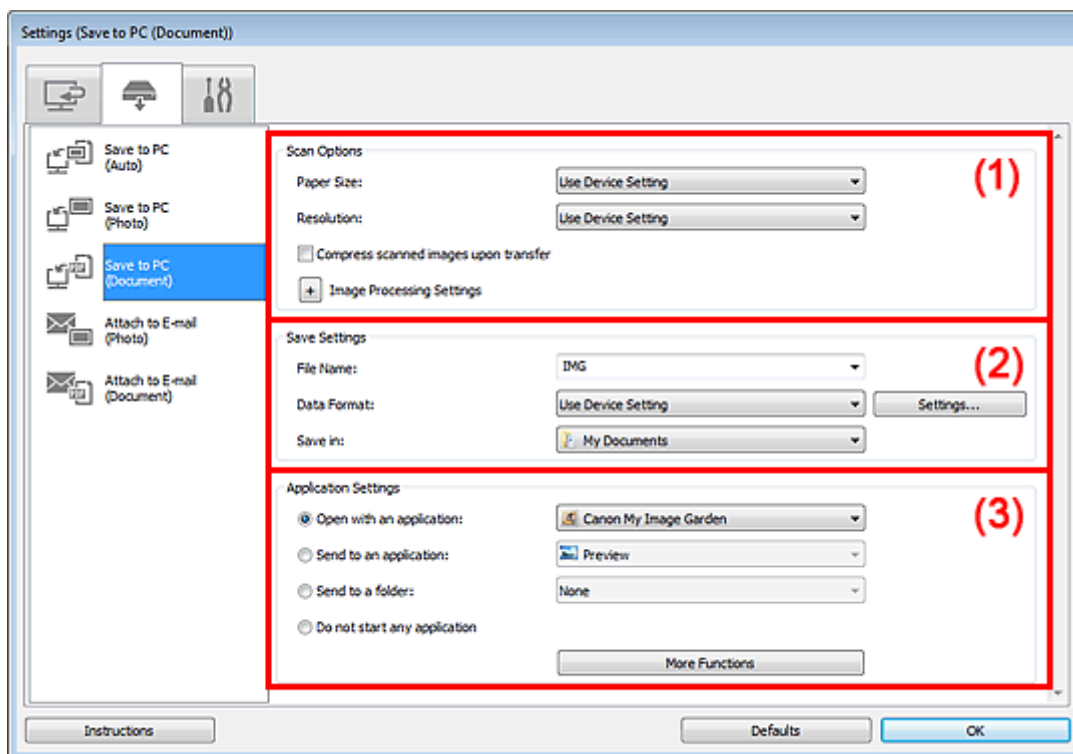 Settings (Save to PC (Document))
Save to PC
(Auto)
Save to PC
(Photo)
Save to PC
(Document)
Attach to E-mail
(Photo)
Attach to E-mail
(Document)
Scan Options
(1)
Paper Size: Use Device Setting
Resolution: Use Device Setting
Compress scanned images upon transfer
+ Image Processing Settings
Save Settings
(2)
File Name: IMG
Data Format: Use Device Setting Settings...
Save in: My Documents
Application Settings
(3)
Open with an application: Canon My Image Garden
Send to an application: Preview
Send to a folder: None
Do not start any application
More Functions
Instructions Defaults OK